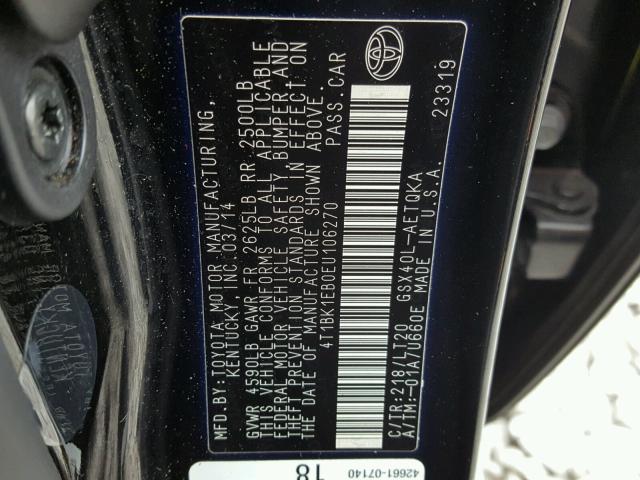 MFD. BY: TOYOTA MOTOR MANUFACTURING,
KENTUCKY, INC. 03/14
GVWR 4590LB GAWR FR 2625LB RR 2500LB
THIS VEHICLE CONFORMS TO ALL APPLICABLE
FEDERAL MOTOR VEHICLE SAFETY, BUMPER AND
THEFT PREVENTION STANDARDS IN EFFECT ON
THE DATE OF MANUFACTURE SHOWN ABOVE.
4T1BK1EB0EU106270 PASS. CAR
C/TR:218/LT20 GSX40L-AETQKA 23319
A/TM:-01A/U660E MADE IN U.S.A.
42661-07140
18